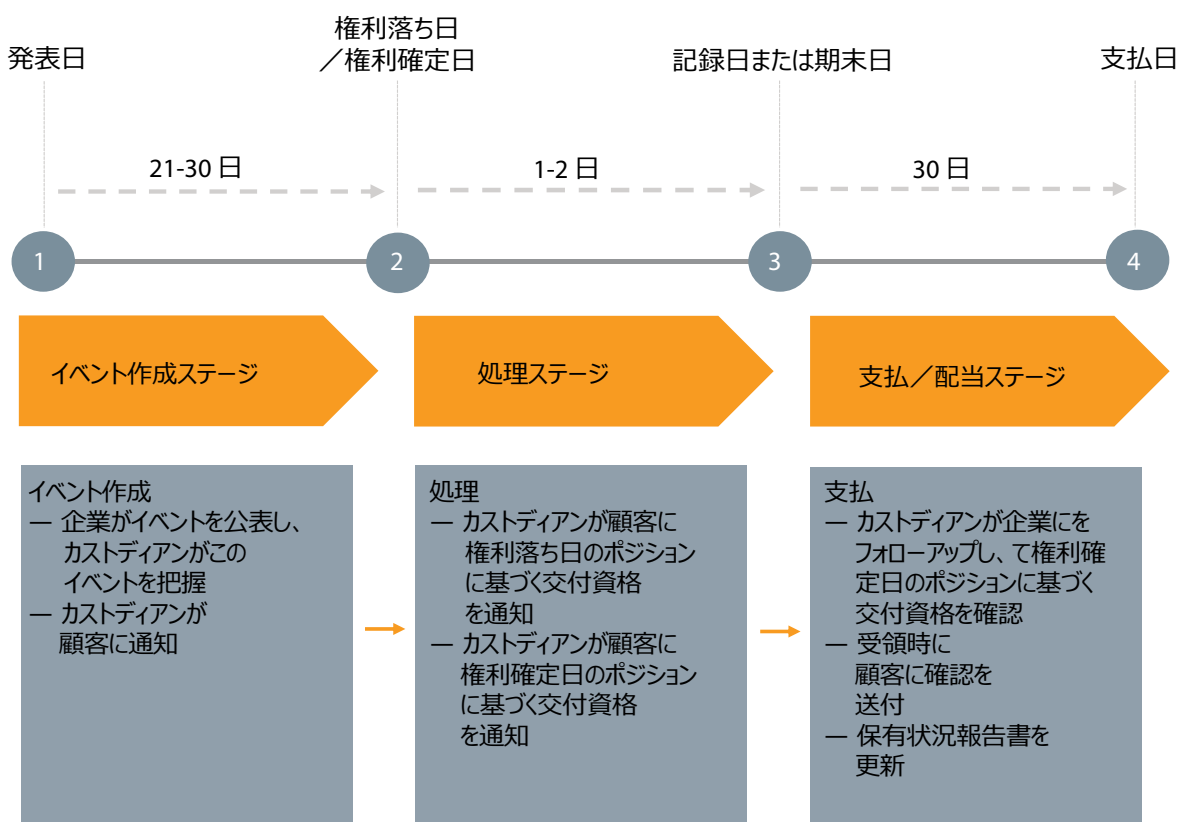 発表日
権利落ち日
／権利確定日
記録日または期末日
支払日
21-30 日
1-2 日
30 日
1
2
3
4
イベント作成ステージ
処理ステージ
支払／配当ステージ
イベント作成
― 企業がイベントを公表し、
カストディアンがこの
イベントを把握
― カストディアンが
顧客に通知
処理
― カストディアンが顧客に
権利落ち日のポジション
に基づく交付資格
を通知
― カストディアンが顧客に
権利確定日のポジション
に基づく交付資格
を通知
支払
― カストディアンが企業にを
フォローアップし、て権利確
定日のポジションに基づく
交付資格を確認
― 受領時に
顧客に確認を
送付
― 保有状況報告書を
更新